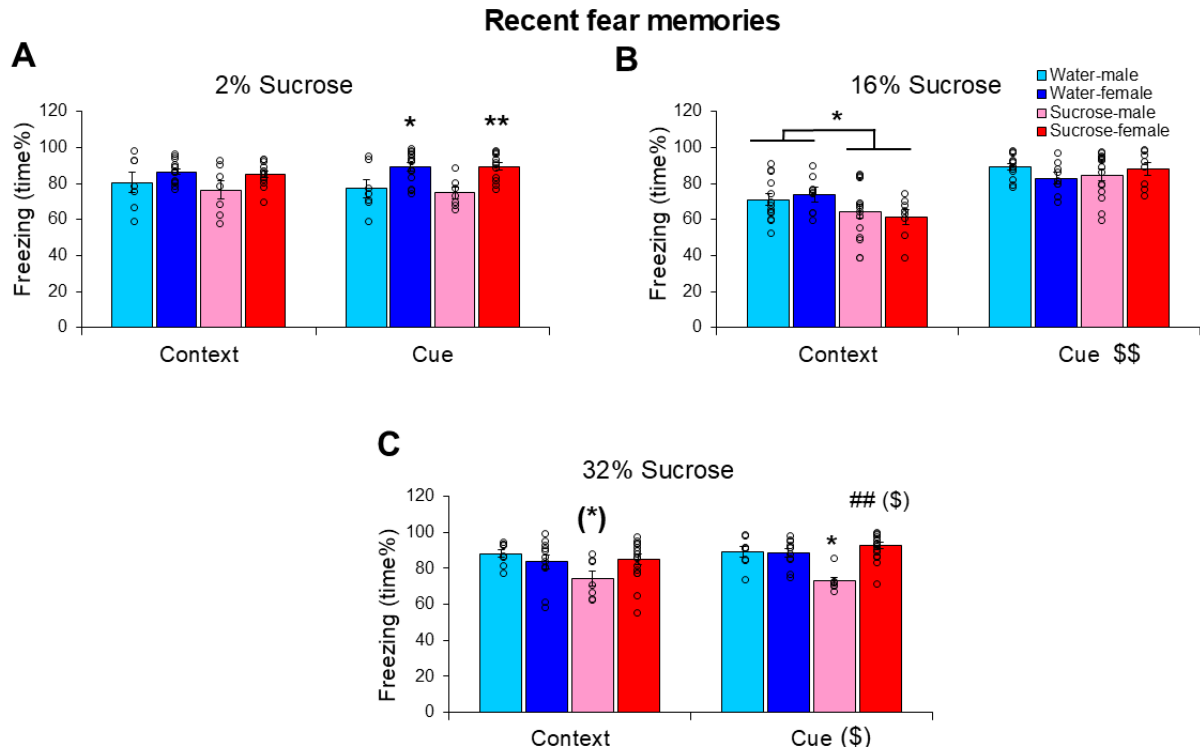 Recent fear memories
A
2% Sucrose
Freezing (time%)
120
100
80
60
40
20
0
*
**
Context
Cue
B
16% Sucrose
Water-male
Water-female
Sucrose-male
Sucrose-female
Freezing (time%)
120
100
80
60
40
20
0
*
Context
Cue $$
C
32% Sucrose
Freezing (time%)
120
100
80
60
40
20
0
(*)
*
## ($)
Context
Cue ($)